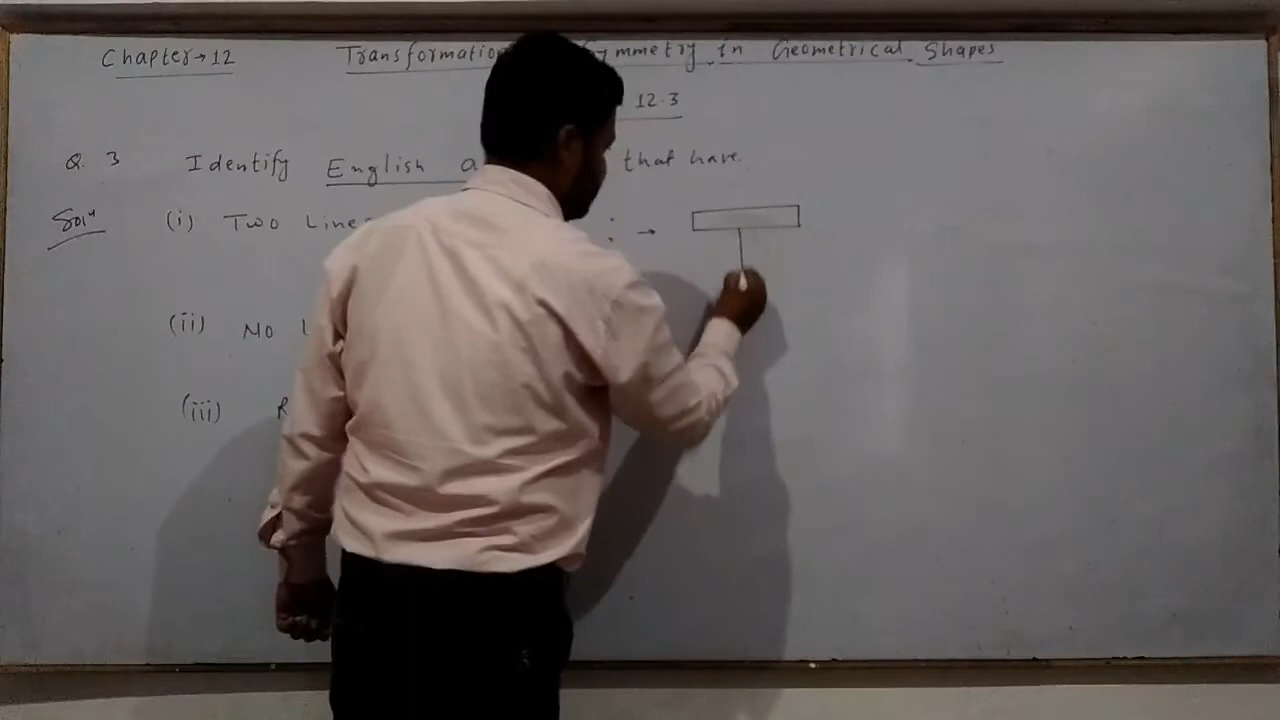 Chapter→12 Transformation Symmetry in Geometrical Shapes
12.3
Q. 3 Identify English that have.
Solⁿ (i) Two Line : →
(ii) No
(iii)